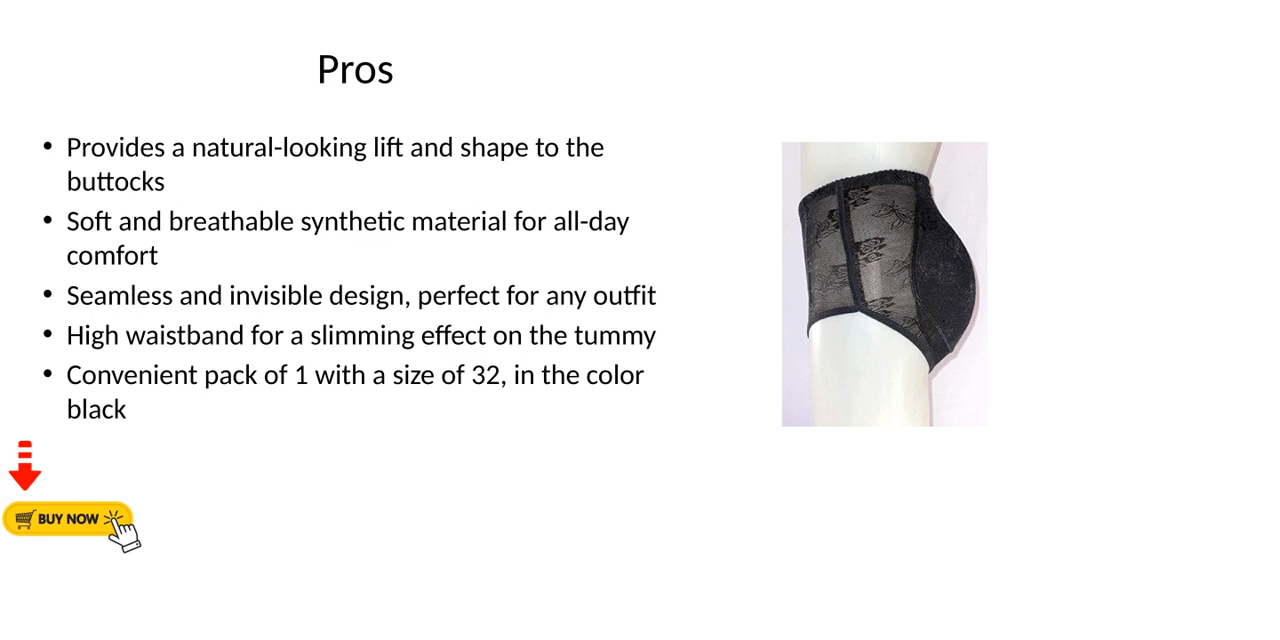 Pros
• Provides a natural-looking lift and shape to the
buttocks
• Soft and breathable synthetic material for all-day
comfort
• Seamless and invisible design, perfect for any outfit
• High waistband for a slimming effect on the tummy
• Convenient pack of 1 with a size of 32, in the color
black
BUY NOW